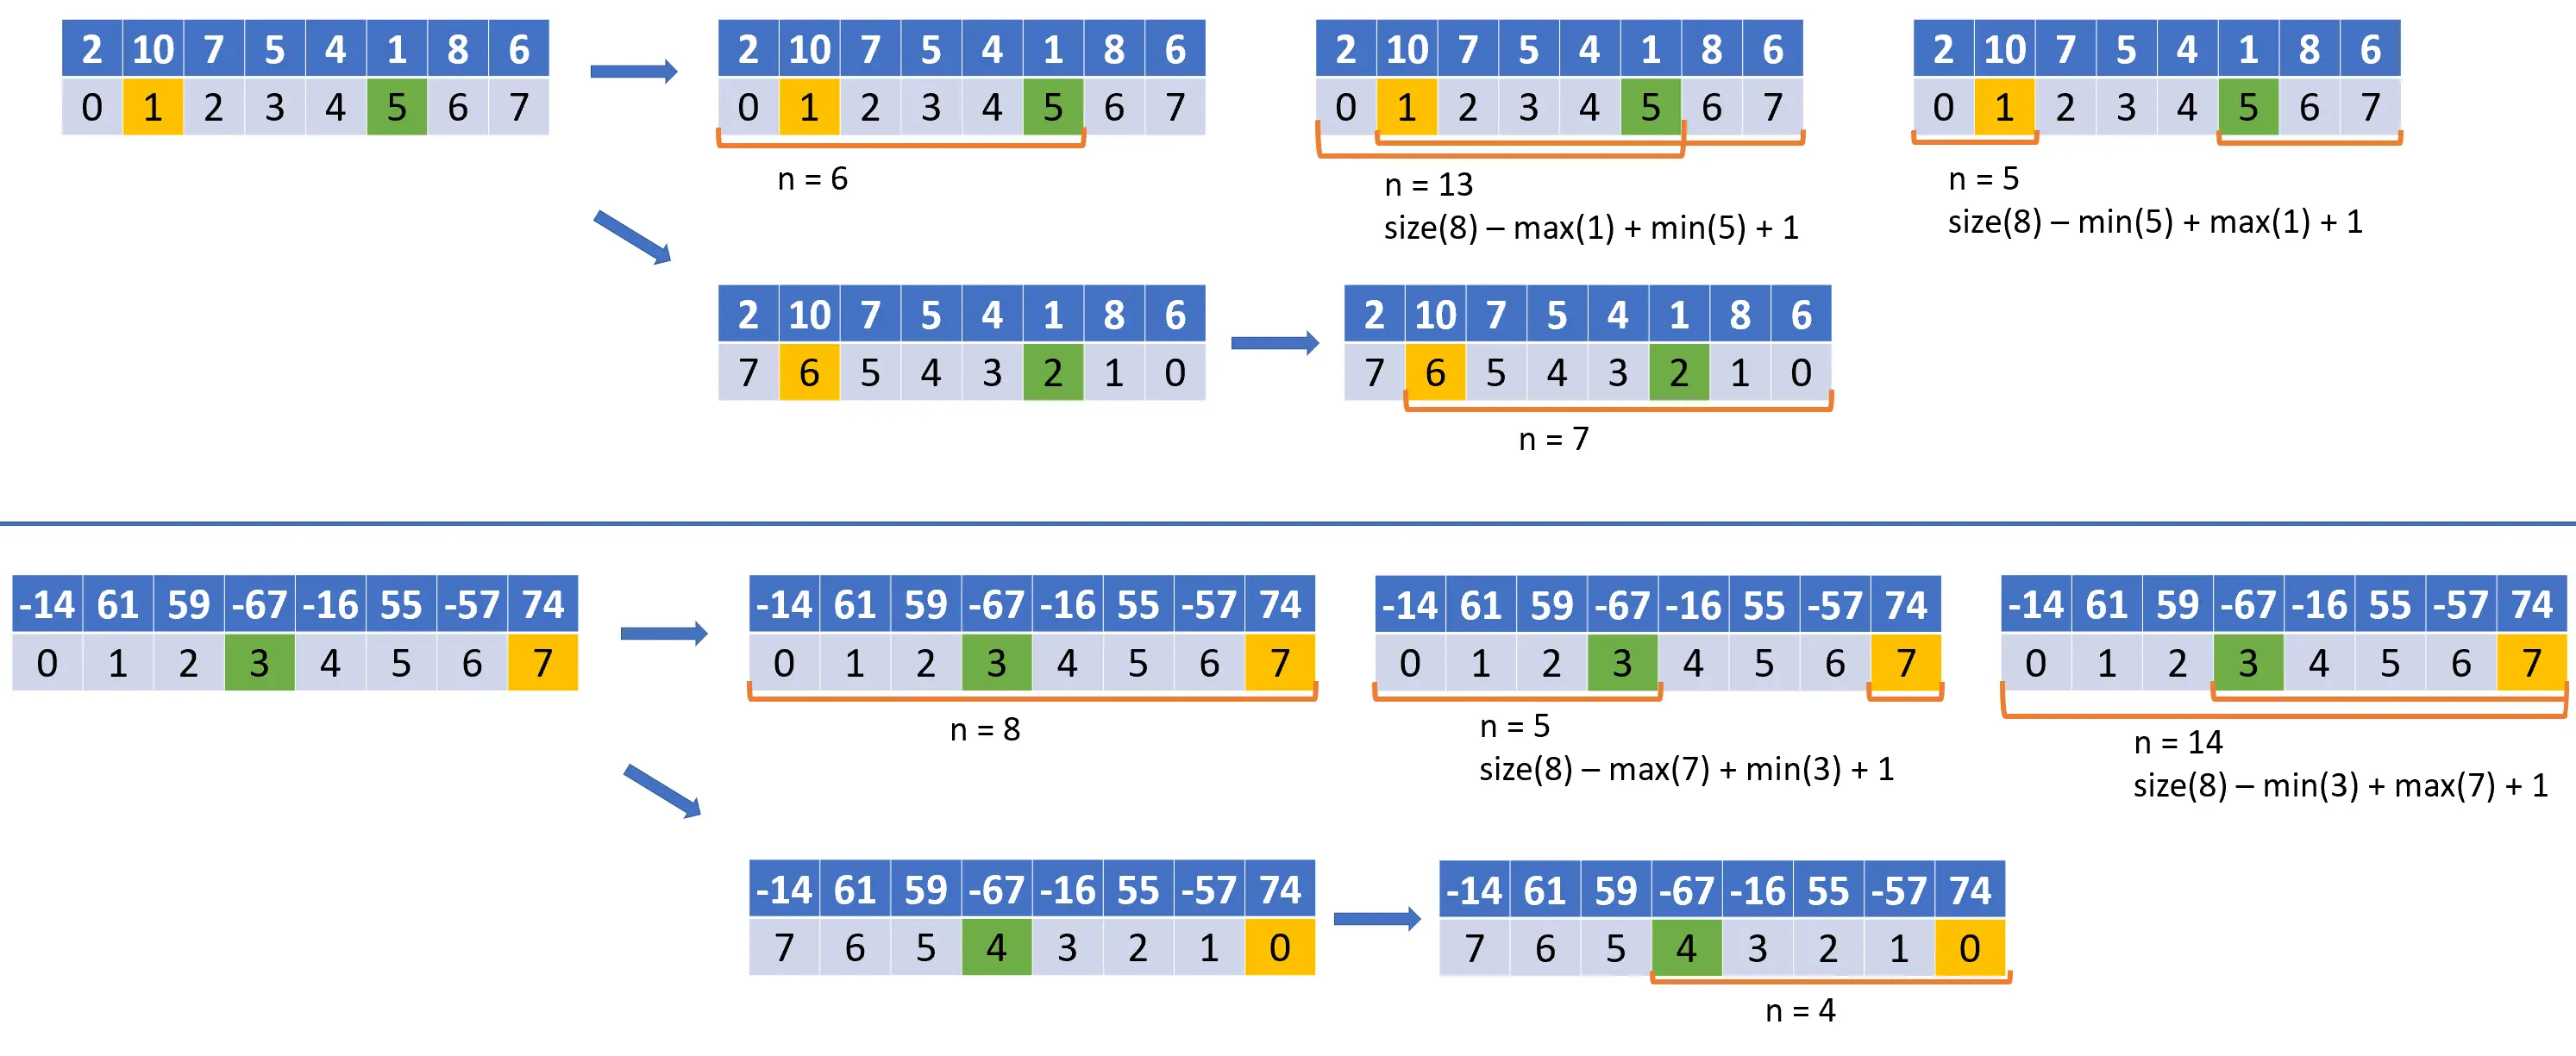 2 10 7 5 4 1 8 6
0 1 2 3 4 5 6 7
2 10 7 5 4 1 8 6
0 1 2 3 4 5 6 7
n = 6
2 10 7 5 4 1 8 6
0 1 2 3 4 5 6 7
n = 13
size(8) – max(1) + min(5) + 1
2 10 7 5 4 1 8 6
0 1 2 3 4 5 6 7
n = 5
size(8) – min(5) + max(1) + 1
2 10 7 5 4 1 8 6
7 6 5 4 3 2 1 0
2 10 7 5 4 1 8 6
7 6 5 4 3 2 1 0
n = 7
-14 61 59 -67 -16 55 -57 74
0 1 2 3 4 5 6 7
-14 61 59 -67 -16 55 -57 74
0 1 2 3 4 5 6 7
n = 8
-14 61 59 -67 -16 55 -57 74
0 1 2 3 4 5 6 7
n = 5
size(8) – max(7) + min(3) + 1
-14 61 59 -67 -16 55 -57 74
0 1 2 3 4 5 6 7
n = 14
size(8) – min(3) + max(7) + 1
-14 61 59 -67 -16 55 -57 74
7 6 5 4 3 2 1 0
-14 61 59 -67 -16 55 -57 74
7 6 5 4 3 2 1 0
n = 4